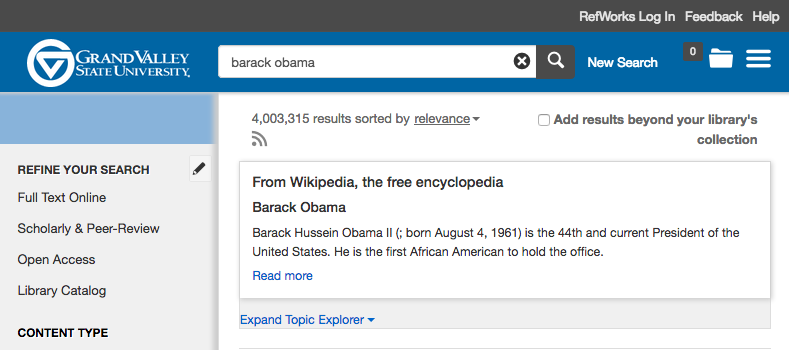 RefWorks Log In Feedback Help
GRAND VALLEY
STATE UNIVERSITY
barack obama
New Search
0
4,003,315 results sorted by relevance
Add results beyond your library's
collection
REFINE YOUR SEARCH
Full Text Online
Scholarly & Peer-Review
Open Access
Library Catalog
CONTENT TYPE
From Wikipedia, the free encyclopedia
Barack Obama
Barack Hussein Obama II (; born August 4, 1961) is the 44th and current President of the
United States. He is the first African American to hold the office.
Read more
Expand Topic Explorer